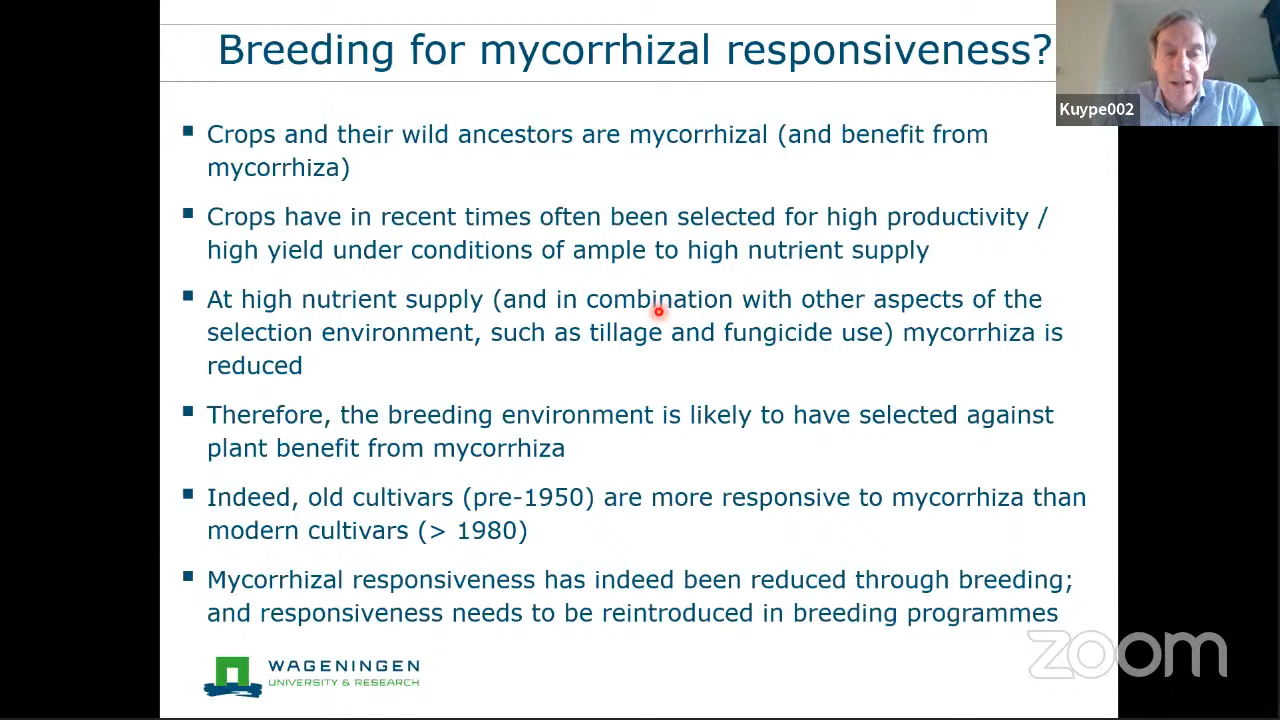 Breeding for mycorrhizal responsiveness?
Kuype002
Crops and their wild ancestors are mycorrhizal (and benefit from
mycorrhiza)
Crops have in recent times often been selected for high productivity /
high yield under conditions of ample to high nutrient supply
At high nutrient supply (and in combination with other aspects of the
selection environment, such as tillage and fungicide use) mycorrhiza is
reduced
Therefore, the breeding environment is likely to have selected against
plant benefit from mycorrhiza
Indeed, old cultivars (pre-1950) are more responsive to mycorrhiza than
modern cultivars (> 1980)
Mycorrhizal responsiveness has indeed been reduced through breeding;
and responsiveness needs to be reintroduced in breeding programmes
WAGENINGEN
UNIVERSITY & RESEARCH
zoom